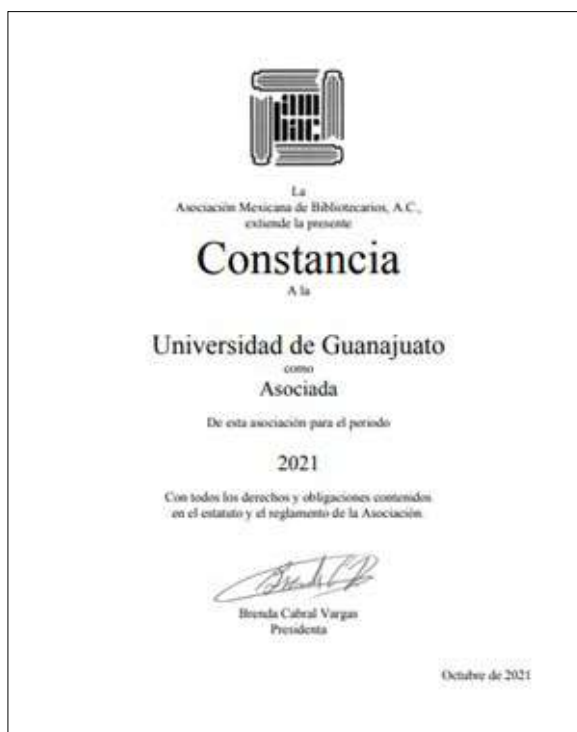 am
biac
La
Asociación Mexicana de Bibliotecarios, A.C.,
extiende la presente
Constancia
A la
Universidad de Guanajuato
como
Asociada
De esta asociación para el periodo
2021
Con todos los derechos y obligaciones contenidos
en el estatuto y el reglamento de la Asociación.
Brenda Cabral Vargas
Presidenta
Octubre de 2021